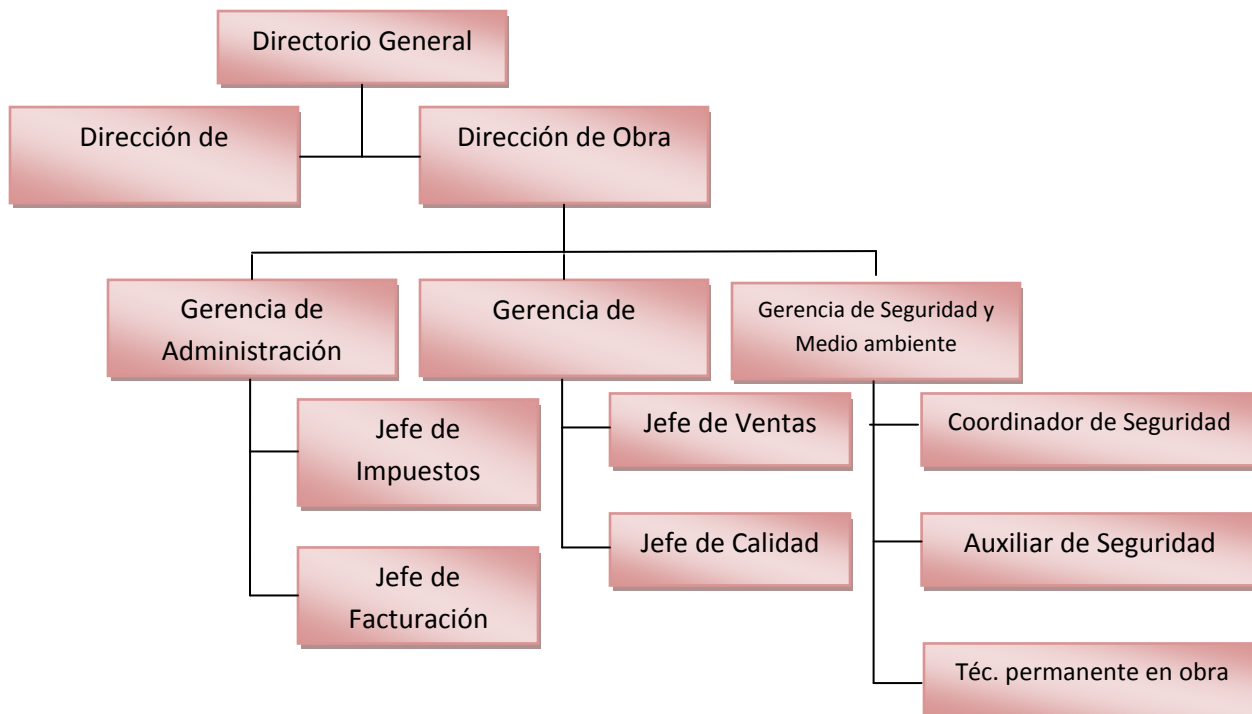 Directorio General
Dirección de
Dirección de Obra
Gerencia de
Administración
Gerencia de
Gerencia de Seguridad y
Medio ambiente
Jefe de
Impuestos
Jefe de
Facturación
Jefe de Ventas
Jefe de Calidad
Coordinador de Seguridad
Auxiliar de Seguridad
Téc. permanente en obra